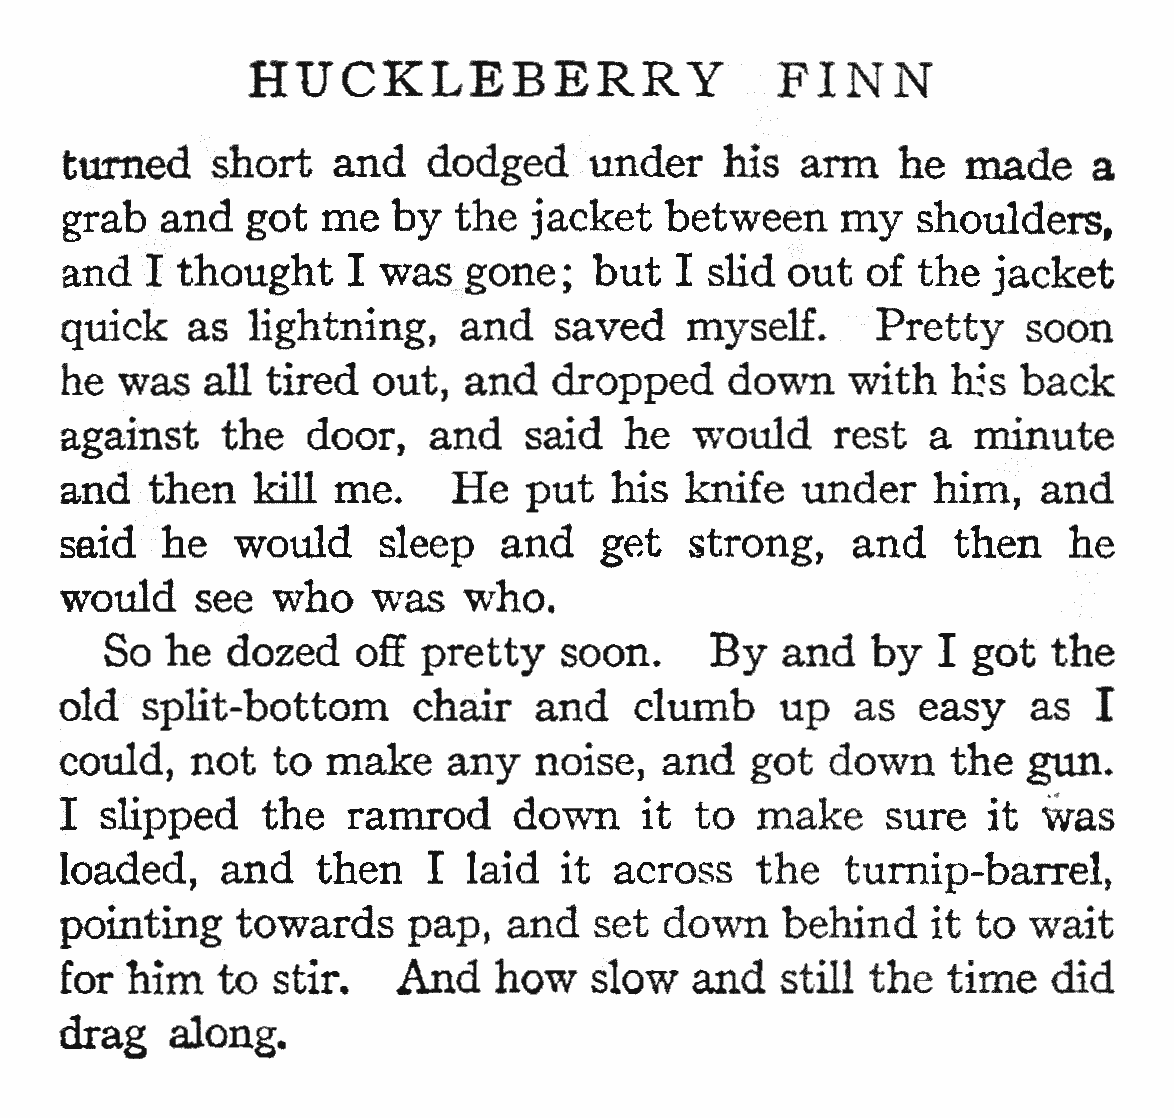 HUCKLEBERRY FINN
turned short and dodged under his arm he made a
grab and got me by the jacket between my shoulders,
and I thought I was gone; but I slid out of the jacket
quick as lightning, and saved myself. Pretty soon
he was all tired out, and dropped down with his back
against the door, and said he would rest a minute
and then kill me. He put his knife under him, and
said he would sleep and get strong, and then he
would see who was who.
So he dozed off pretty soon. By and by I got the
old split-bottom chair and clumb up as easy as I
could, not to make any noise, and got down the gun.
I slipped the ramrod down it to make sure it was
loaded, and then I laid it across the turnip-barrel,
pointing towards pap, and set down behind it to wait
for him to stir. And how slow and still the time did
drag along.